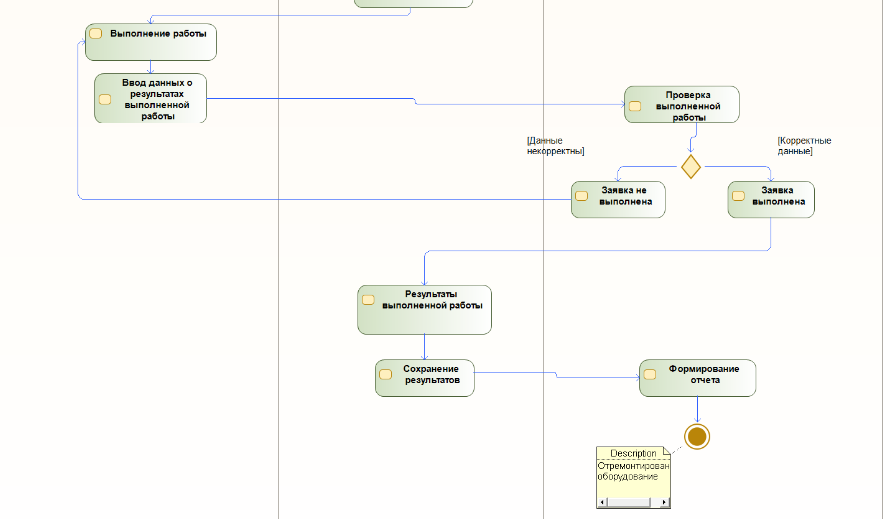 Выполнение работы
Ввод данных о
результатах
выполненной
работы
Проверка
выполненной
работы
[Данные
некорректны]
[Корректные
данные]
Заявка не
выполнена
Заявка
выполнена
Результаты
выполненной работы
Сохранение
результатов
Формирование
отчета
Description
Отремонтирован
оборудование